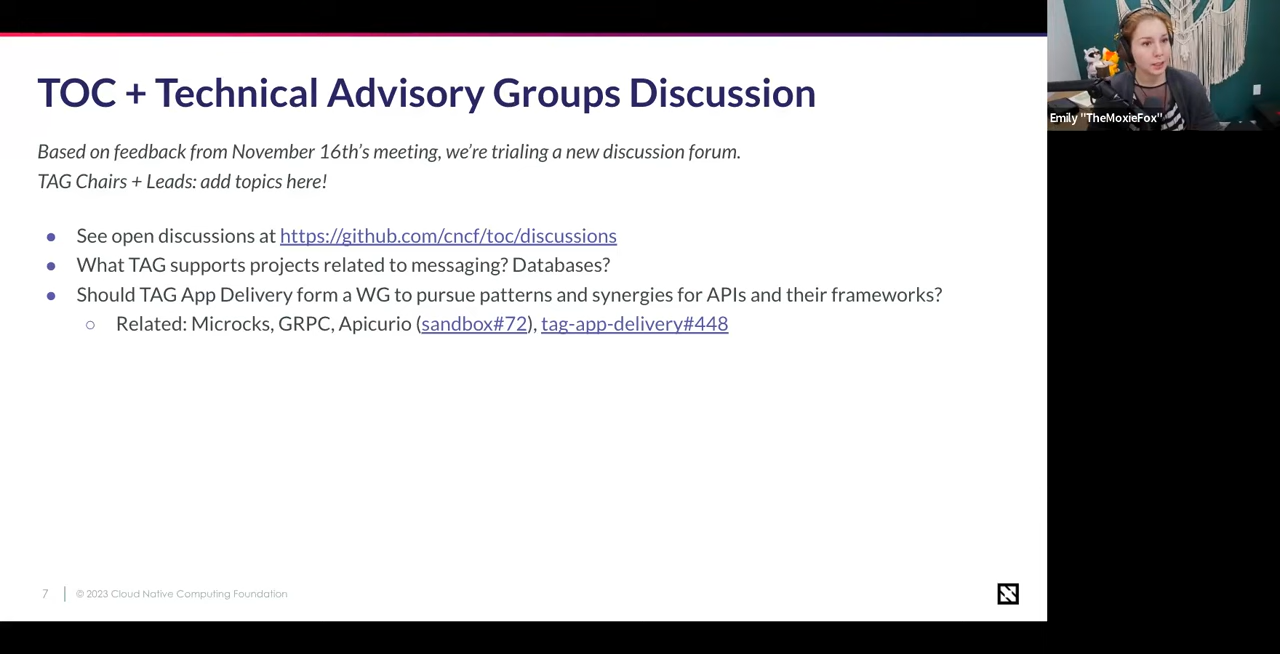 TOC + Technical Advisory Groups Discussion
Based on feedback from November 16th's meeting, we're trialing a new discussion forum.
TAG Chairs + Leads: add topics here!
● See open discussions at https://github.com/cncf/toc/discussions
● What TAG supports projects related to messaging? Databases?
● Should TAG App Delivery form a WG to pursue patterns and synergies for APIs and their frameworks?
○ Related: Microcks, GRPC, Apicurio (sandbox#72), tag-app-delivery#448
7 | © 2023 Cloud Native Computing Foundation
Emily "TheMoxieFox"